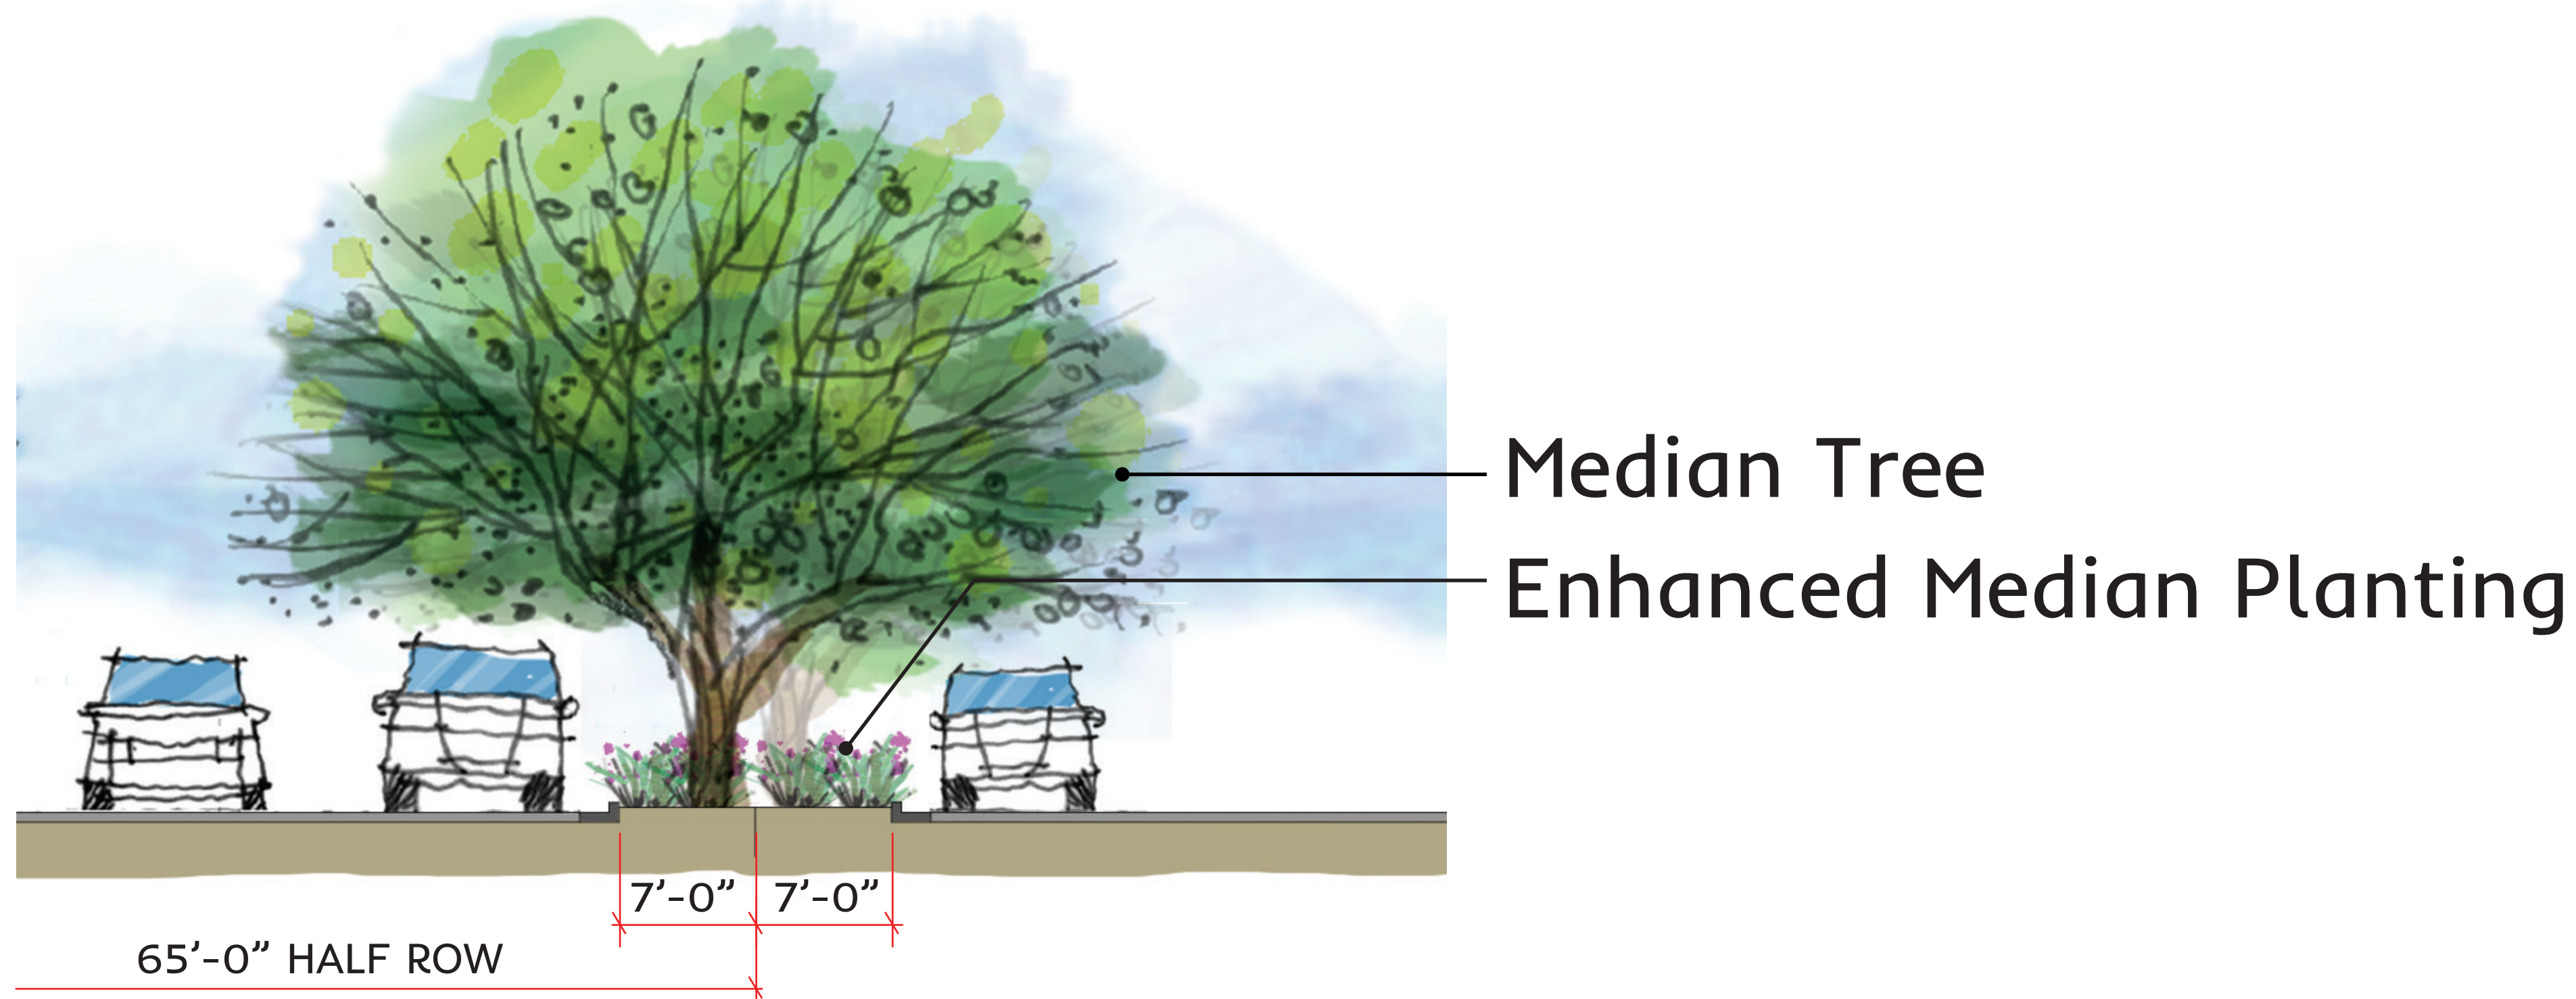 Median Tree
Enhanced Median Planting
7’-0” 7’-0”
65’-0” HALF ROW